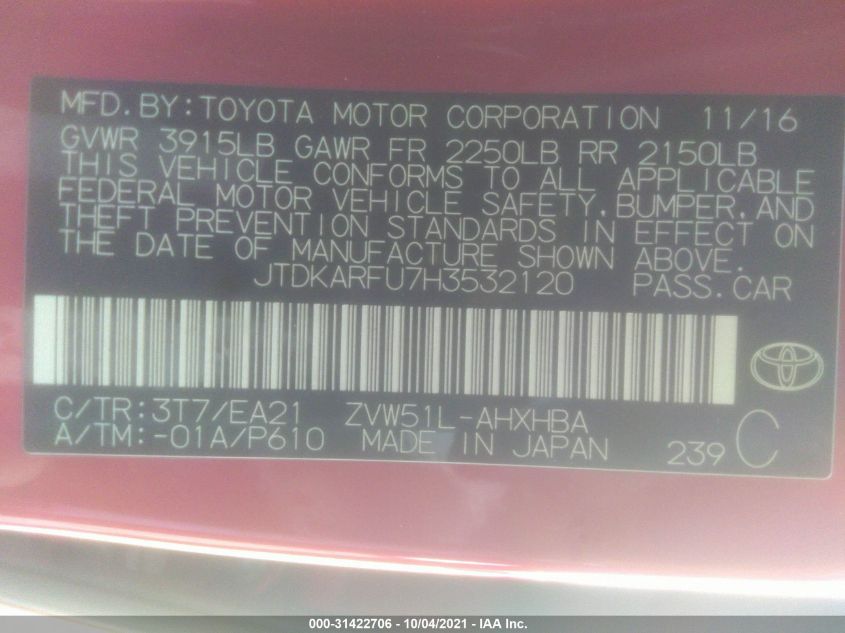 MFD. BY: TOYOTA MOTOR CORPORATION 11/16
GVWR 3915LB GAWR FR 2250LB RR 2150LB
THIS VEHICLE CONFORMS TO ALL APPLICABLE
FEDERAL MOTOR VEHICLE SAFETY, BUMPER, AND
THEFT PREVENTION STANDARDS IN EFFECT ON
THE DATE OF MANUFACTURE SHOWN ABOVE.
JTDKARFU7H3532120 PASS. CAR
C/TR: 3T7/EA21 ZVW51L-AHXHBA
A/TM: -01A/P610 MADE IN JAPAN 239 C
000-31422706 - 10/04/2021 - IAA Inc.